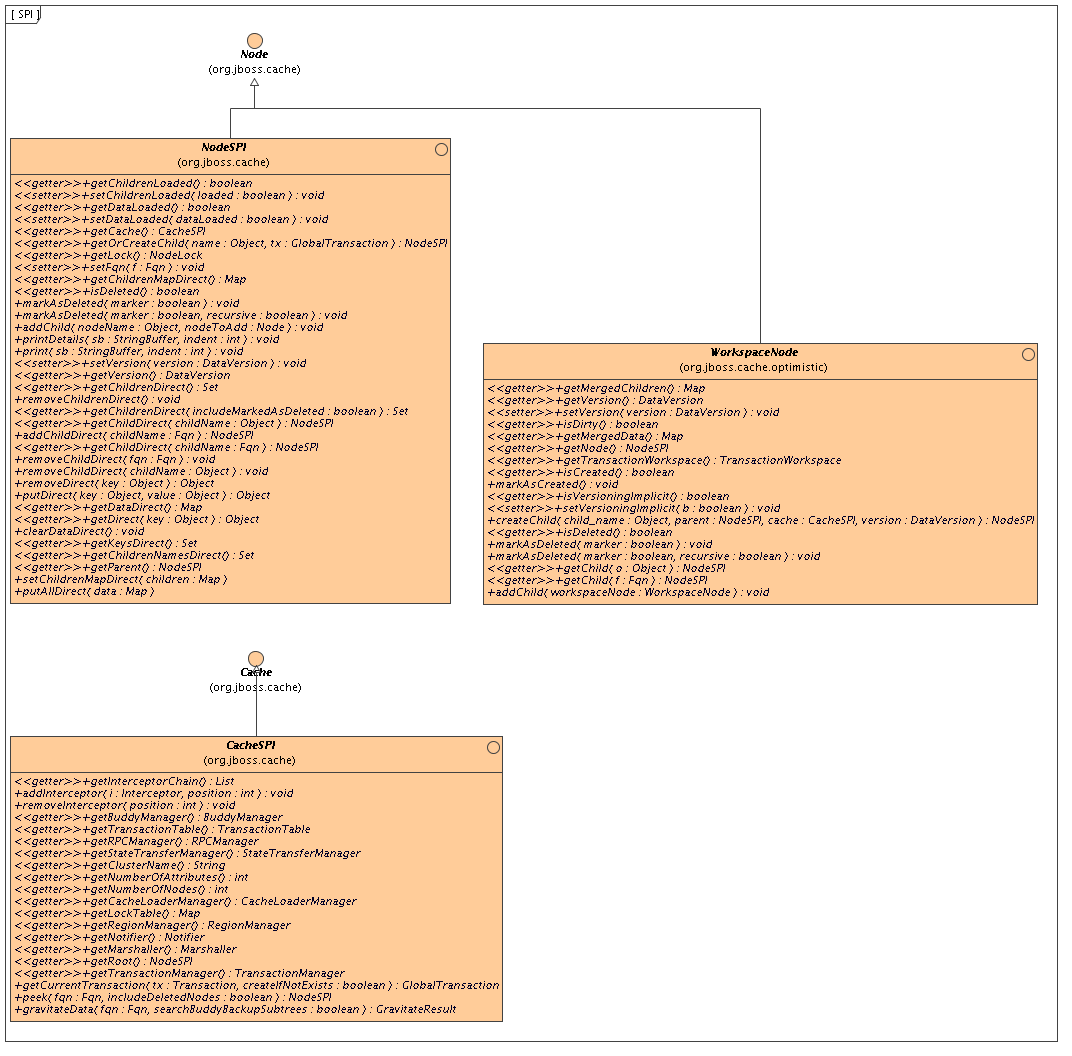 [ SPI ]
Node
(org.jboss.cache)
NodeSPI
(org.jboss.cache)
<<getter>>+getChildrenLoaded() : boolean
<<setter>>+setChildrenLoaded( loaded : boolean ) : void
<<getter>>+getDataLoaded() : boolean
<<setter>>+setDataLoaded( dataLoaded : boolean ) : void
<<getter>>+getCache() : CacheSPI
<<getter>>+getOrCreateChild( name : Object, tx : GlobalTransaction ) : NodeSPI
<<getter>>+getLock() : NodeLock
<<setter>>+setFqn( f : Fqn ) : void
<<getter>>+getChildrenMapDirect() : Map
<<getter>>+isDeleted() : boolean
+markAsDeleted( marker : boolean ) : void
+markAsDeleted( marker : boolean, recursive : boolean ) : void
+addChild( nodeName : Object, nodeToAdd : Node ) : void
+printDetails( sb : StringBuffer, indent : int ) : void
+print( sb : StringBuffer, indent : int ) : void
<<setter>>+setVersion( version : DataVersion ) : void
<<getter>>+getVersion() : DataVersion
<<getter>>+getChildrenDirect() : Set
+removeChildrenDirect() : void
<<getter>>+getChildrenDirect( includeMarkedAsDeleted : boolean ) : Set
<<getter>>+getChildDirect( childName : Object ) : NodeSPI
+addChildDirect( childName : Fqn ) : NodeSPI
<<getter>>+getChildDirect( childName : Fqn ) : NodeSPI
+removeChildDirect( fqn : Fqn ) : void
+removeChildDirect( childName : Object ) : void
+removeDirect( key : Object ) : Object
+putDirect( key : Object, value : Object ) : Object
<<getter>>+getDataDirect() : Map
<<getter>>+getDirect( key : Object ) : Object
+clearDataDirect() : void
<<getter>>+getKeysDirect() : Set
<<getter>>+getChildrenNamesDirect() : Set
<<getter>>+getParent() : NodeSPI
+setChildrenMapDirect( children : Map )
+putAllDirect( data : Map )
WorkspaceNode
(org.jboss.cache.optimistic)
<<getter>>+getMergedChildren() : Map
<<getter>>+getVersion() : DataVersion
<<setter>>+setVersion( version : DataVersion ) : void
<<getter>>+isDirty() : boolean
<<getter>>+getMergedData() : Map
<<getter>>+getNode() : NodeSPI
<<getter>>+getTransactionWorkspace() : TransactionWorkspace
<<getter>>+isCreated() : boolean
+markAsCreated() : void
<<getter>>+isVersioningImplicit() : boolean
<<setter>>+setVersioningImplicit( b : boolean ) : void
+createChild( child_name : Object, parent : NodeSPI, cache : CacheSPI, version : DataVersion ) : NodeSPI
<<getter>>+isDeleted() : boolean
+markAsDeleted( marker : boolean ) : void
+markAsDeleted( marker : boolean, recursive : boolean ) : void
<<getter>>+getChild( o : Object ) : NodeSPI
<<getter>>+getChild( f : Fqn ) : NodeSPI
+addChild( workspaceNode : WorkspaceNode ) : void
Cache
(org.jboss.cache)
CacheSPI
(org.jboss.cache)
<<getter>>+getInterceptorChain() : List
+addInterceptor( i : Interceptor, position : int ) : void
+removeInterceptor( position : int ) : void
<<getter>>+getBuddyManager() : BuddyManager
<<getter>>+getTransactionTable() : TransactionTable
<<getter>>+getRPCManager() : RPCManager
<<getter>>+getStateTransferManager() : StateTransferManager
<<getter>>+getClusterName() : String
<<getter>>+getNumberOfAttributes() : int
<<getter>>+getNumberOfNodes() : int
<<getter>>+getCacheLoaderManager() : CacheLoaderManager
<<getter>>+getLockTable() : Map
<<getter>>+getRegionManager() : RegionManager
<<getter>>+getNotifier() : Notifier
<<getter>>+getMarshaller() : Marshaller
<<getter>>+getRoot() : NodeSPI
<<getter>>+getTransactionManager() : TransactionManager
+getCurrentTransaction( tx : Transaction, createIfNotExists : boolean ) : GlobalTransaction
+peek( fqn : Fqn, includeDeletedNodes : boolean ) : NodeSPI
+gravitateData( fqn : Fqn, searchBuddyBackupSubtrees : boolean ) : GravitateResult